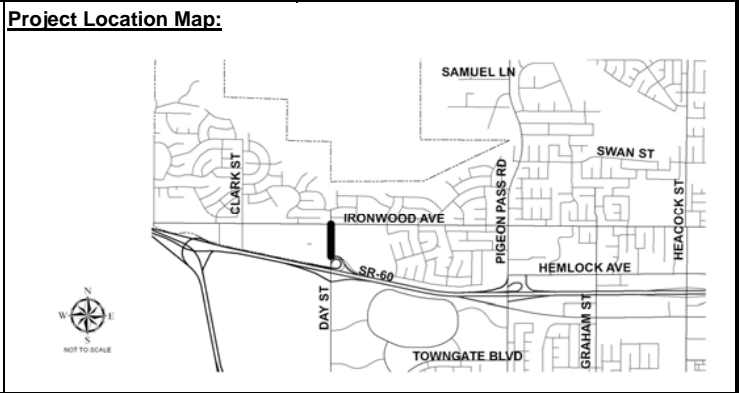 Project Location Map:
SAMUEL LN
SWAN ST
CLARK ST
PIGEON PASS RD
HEACOCK ST
IRONWOOD AVE
HEMLOCK AVE
SR-60
DAY ST
GRAHAM ST
TOWNGATE BLVD
N
W
E
S
NOT TO SCALE